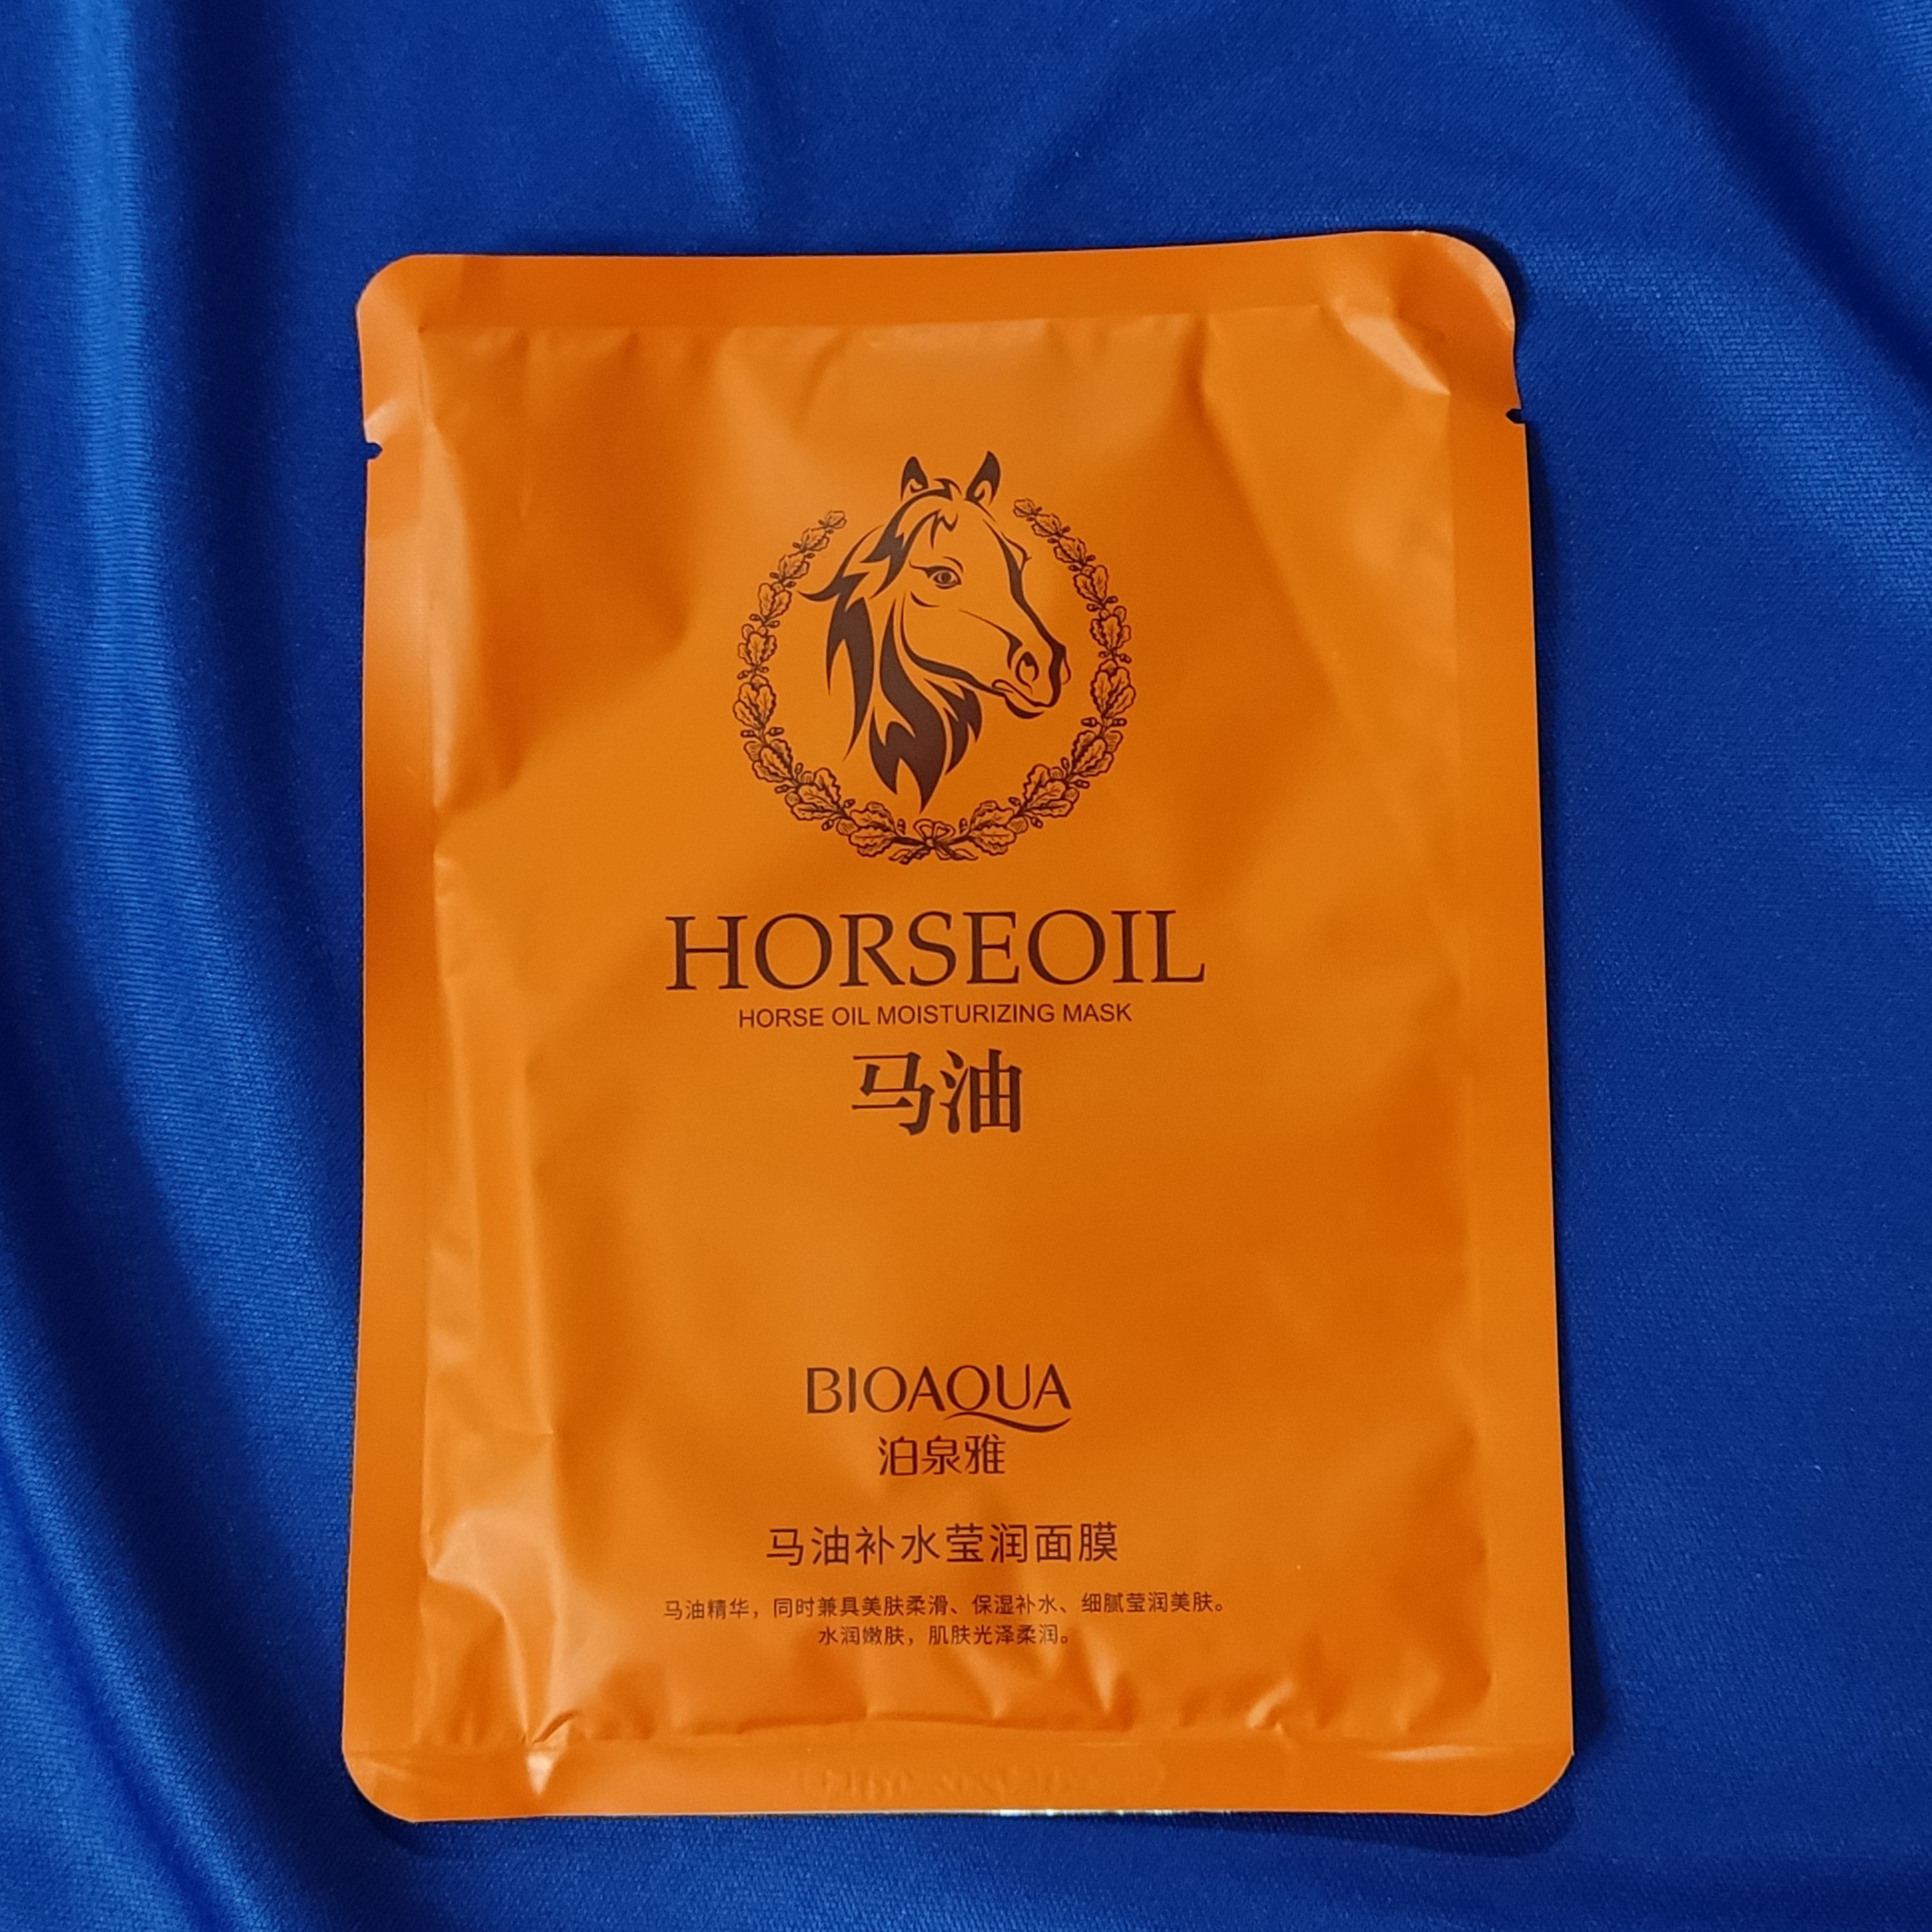 HORSEOIL
HORSE OIL MOISTURIZING MASK
马油
BIOAQUA
泊泉雅
马油补水莹润面膜
马油精华，同时兼具美肤柔滑、保湿补水、细腻莹润美肤。
水润嫩肤，肌肤光泽柔润。